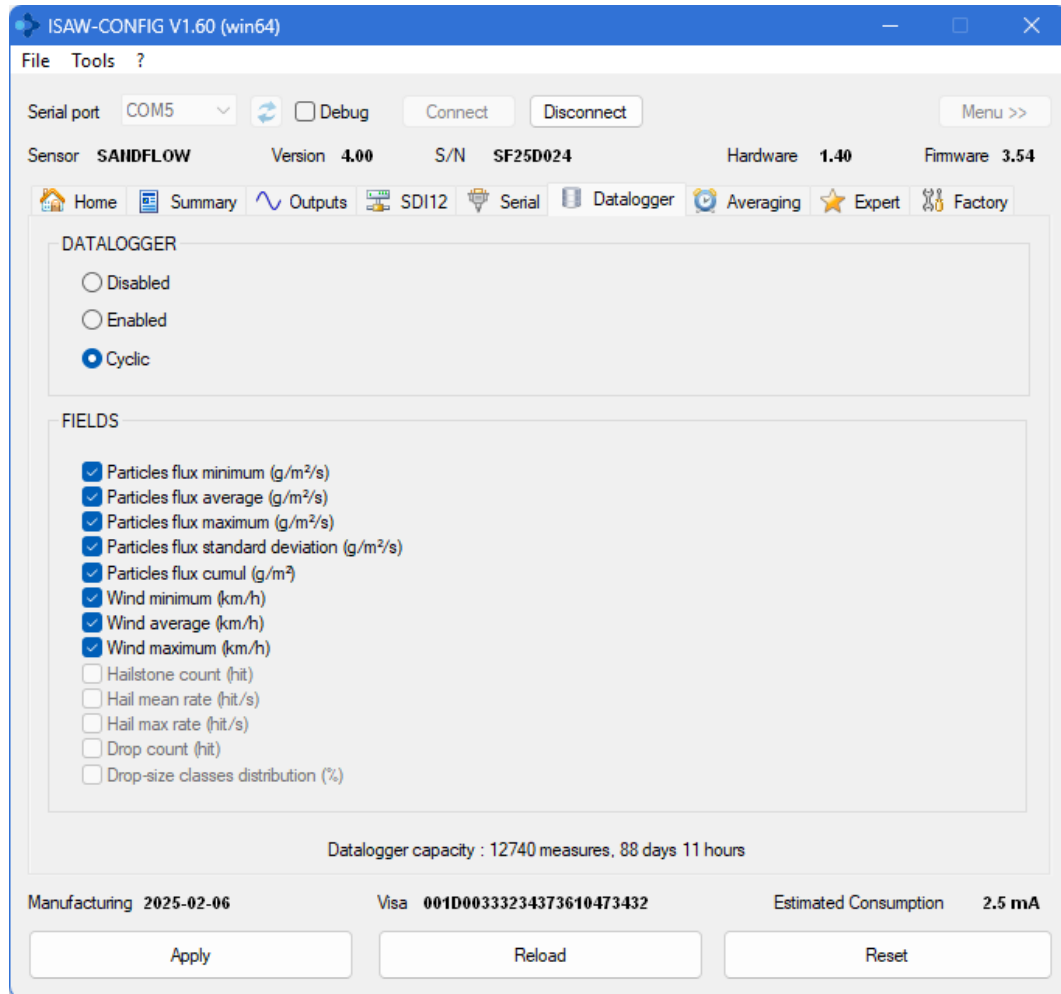 ISAW-CONFIG V1.60 (win64)
File Tools ?
Serial port COM5 Debug Connect Disconnect Menu >>
Sensor SANDFLOW Version 4.00 S/N SF25D024 Hardware 1.40 Firmware 3.54
Home Summary Outputs SDI12 Serial Datalogger Averaging Expert Factory
DATALOGGER
Disabled
Enabled
Cyclic
FIELDS
Particles flux minimum (g/m²/s)
Particles flux average (g/m²/s)
Particles flux maximum (g/m²/s)
Particles flux standard deviation (g/m²/s)
Particles flux cumul (g/m²)
Wind minimum (km/h)
Wind average (km/h)
Wind maximum (km/h)
Hailstone count (hit)
Hail mean rate (hit/s)
Hail max rate (hit/s)
Drop count (hit)
Drop-size classes distribution (%)
Datalogger capacity : 12740 measures, 88 days 11 hours
Manufacturing 2025-02-06 Visa 001D00333234373610473432 Estimated Consumption 2.5 mA
Apply Reload Reset